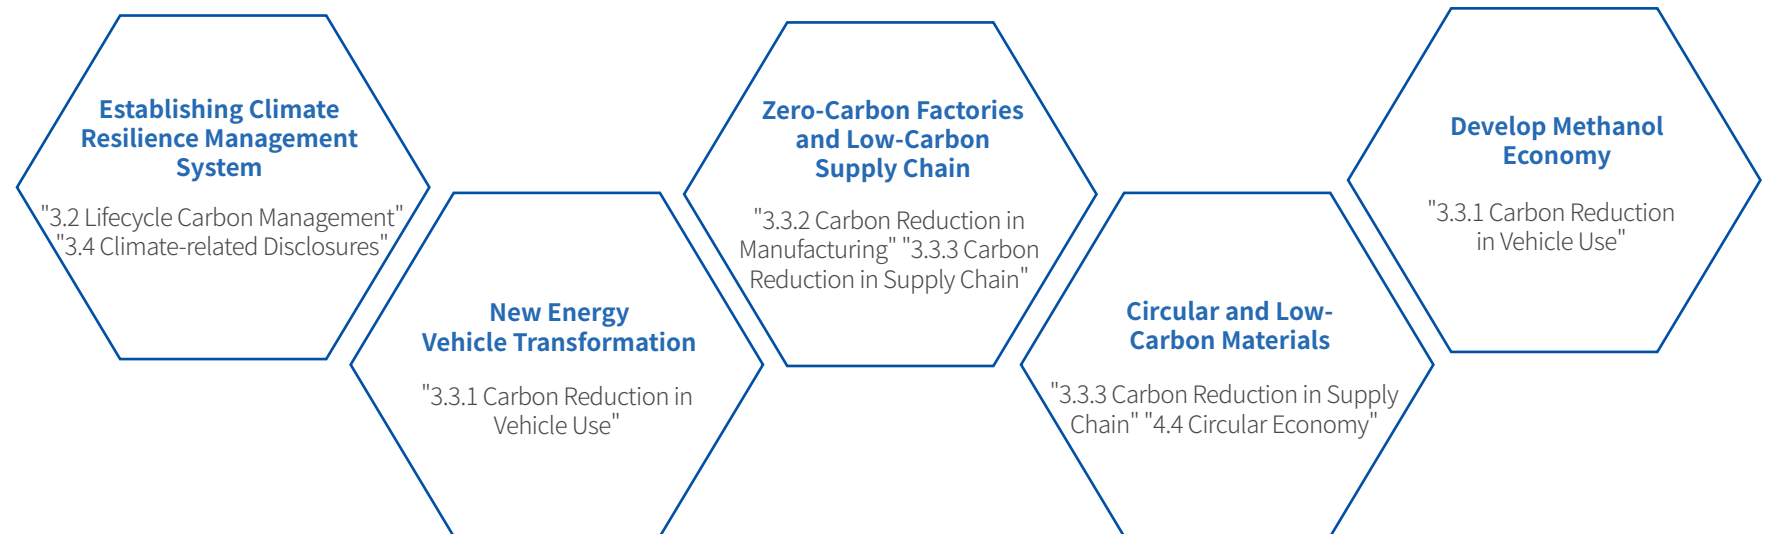 Establishing Climate
Resilience Management
System
"3.2 Lifecycle Carbon Management"
"3.4 Climate-related Disclosures"
New Energy
Vehicle Transformation
"3.3.1 Carbon Reduction in
Vehicle Use"
Zero-Carbon Factories
and Low-Carbon
Supply Chain
"3.3.2 Carbon Reduction in
Manufacturing" "3.3.3 Carbon
Reduction in Supply Chain"
Circular and Low-
Carbon Materials
"3.3.3 Carbon Reduction in Supply
Chain" "4.4 Circular Economy"
Develop Methanol
Economy
"3.3.1 Carbon Reduction
in Vehicle Use"